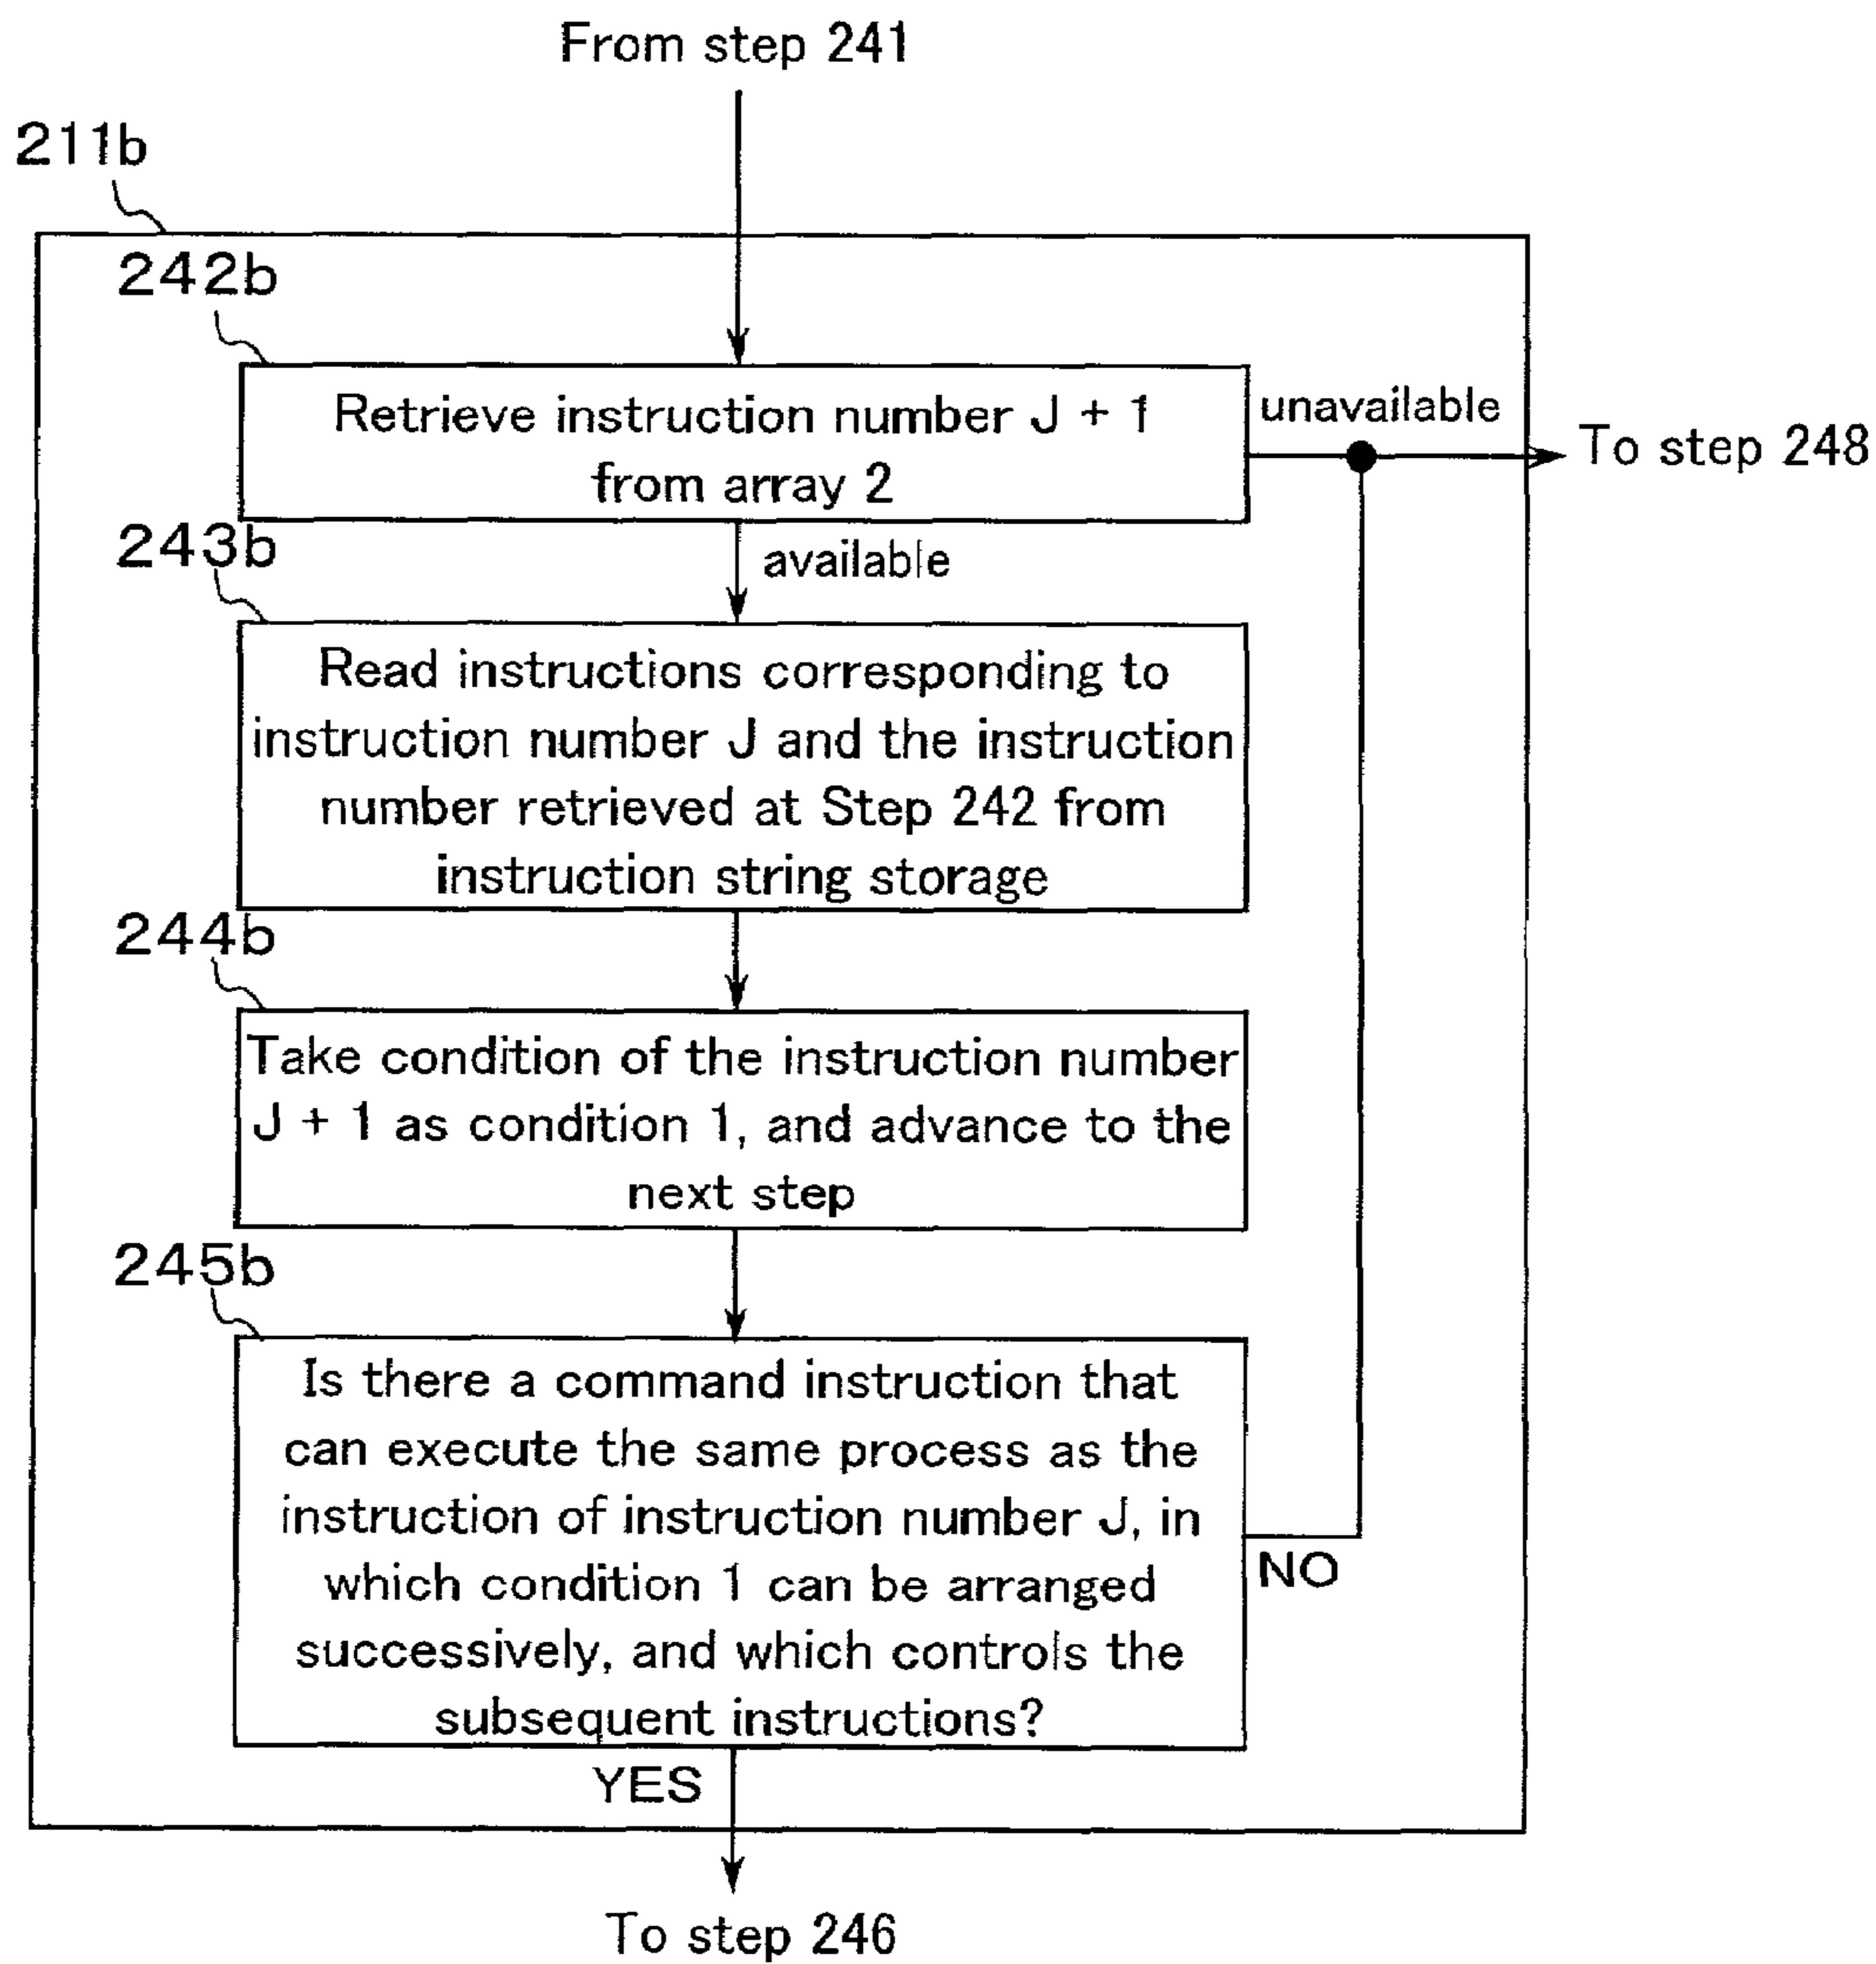 From step 241
211b
242b
Retrieve instruction number J + 1
from array 2
unavailable
To step 248
243b
available
Read instructions corresponding to
instruction number J and the instruction
number retrieved at Step 242 from
instruction string storage
244b
Take condition of the instruction number
J + 1 as condition 1, and advance to the
next step
245b
Is there a command instruction that
can execute the same process as the
instruction of instruction number J, in
which condition 1 can be arranged
successively, and which controls the
subsequent instructions?
NO
YES
To step 246